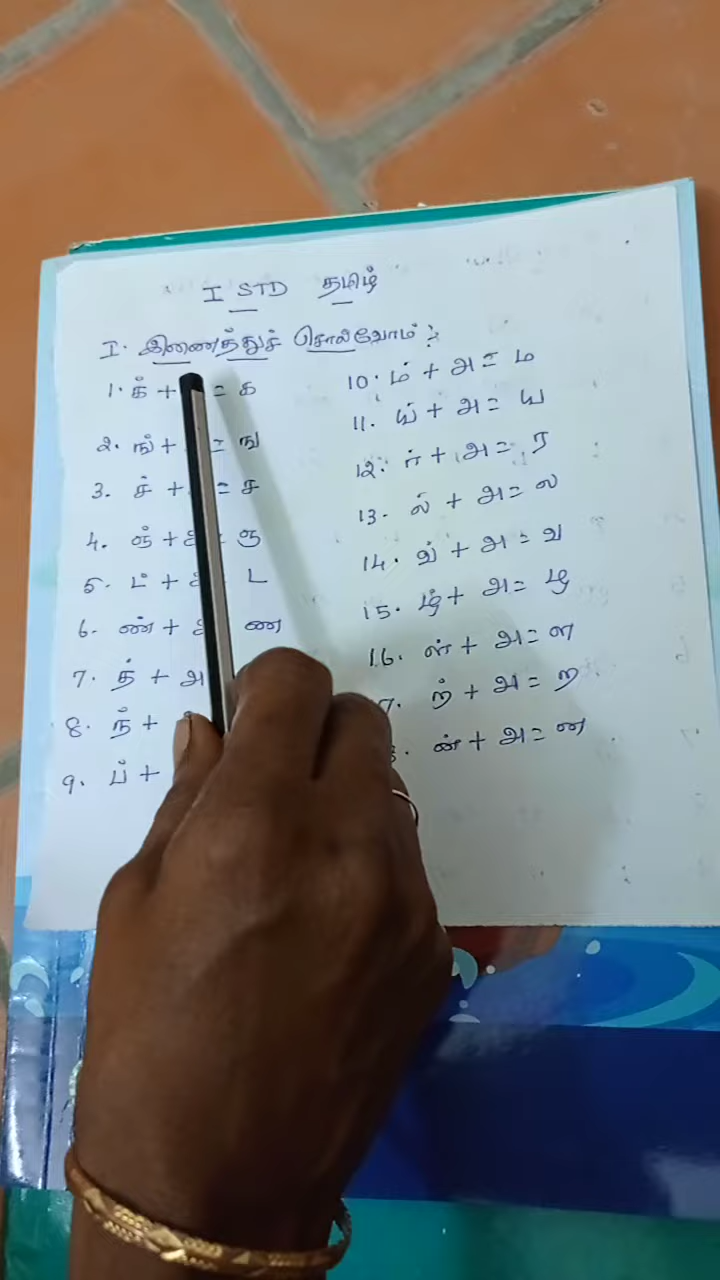 I STD தமிழ்
I. இணைத்துச் சொல்வோம் :
1. க் + = க
2. ங் + = ங
3. ச் + = ச
4. ஞ் + ஞ
5. ட் + ட
6. ண் + ண
7. த் + அ
8. ந் +
9. ப் +
10. ம் + அ = ம
11. ய் + அ = ய
12. ர் + அ = ர
13. ல் + அ = ல
14. வ் + அ = வ
15. ழ் + அ = ழ
16. ள் + அ = ள
7. ற் + அ = ற
ன் + அ = ன